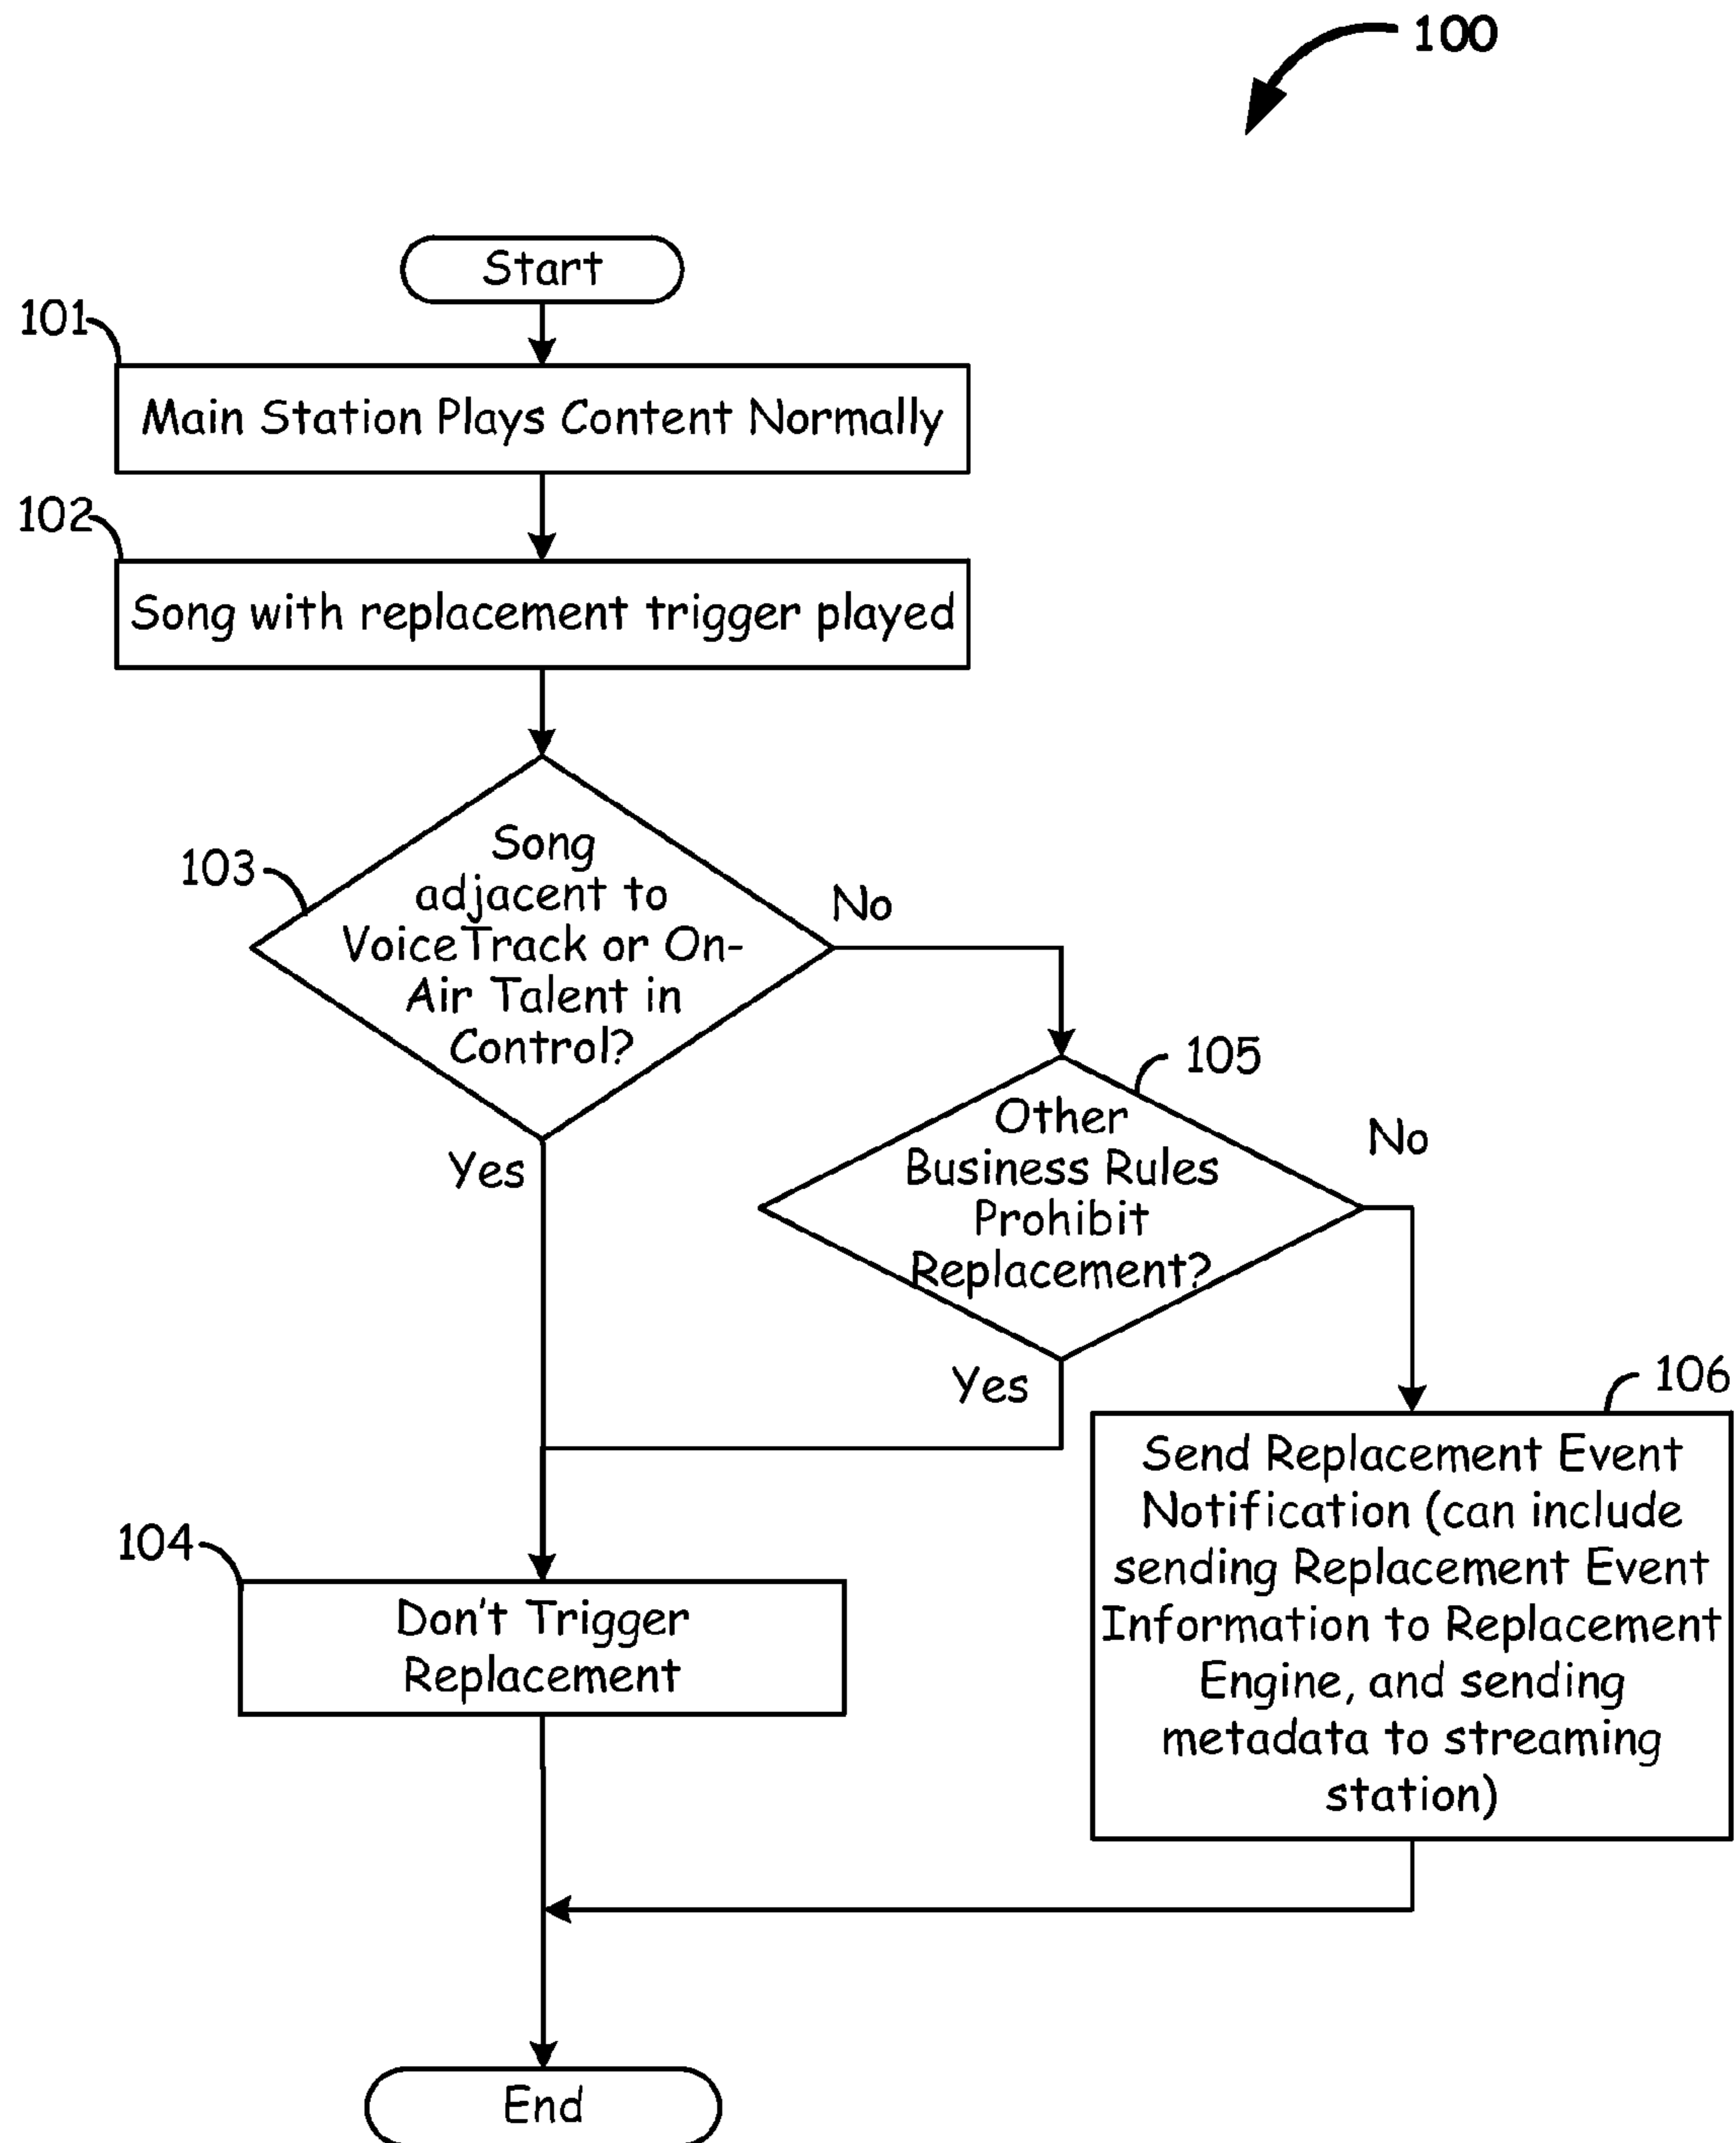 100
Start
101
Main Station Plays Content Normally
102
Song with replacement trigger played
103
Song
adjacent to
VoiceTrack or On-
Air Talent in
Control?
No
Yes
105
Other
Business Rules
Prohibit
Replacement?
No
Yes
106
Send Replacement Event
Notification (can include
sending Replacement Event
Information to Replacement
Engine, and sending
metadata to streaming
station)
104
Don't Trigger
Replacement
End